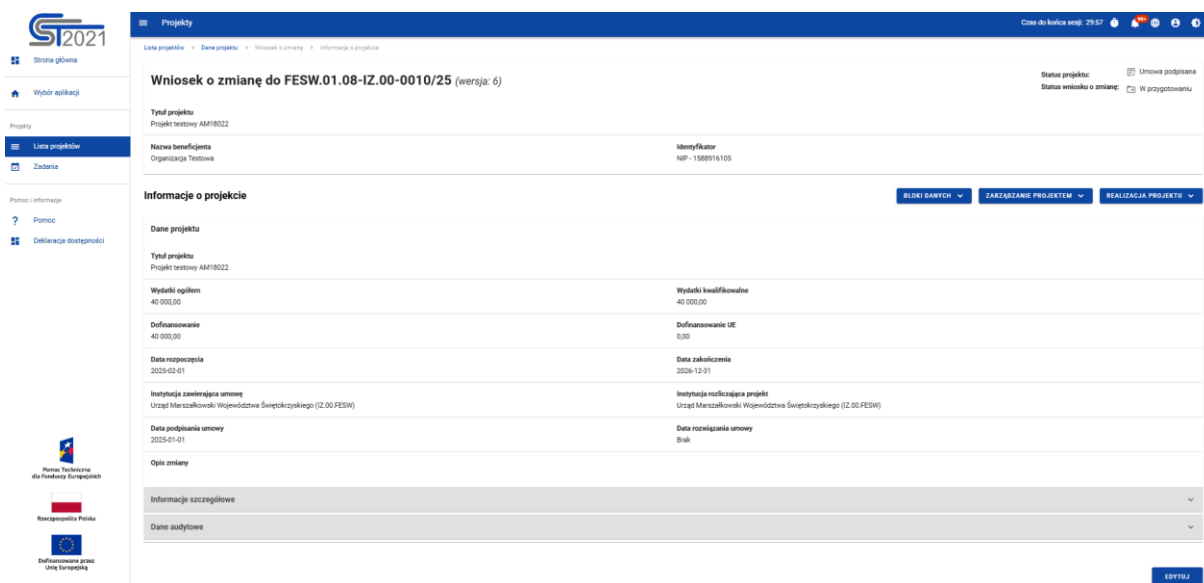 ST2021
Strona główna
Wybór aplikacji
Projekty
Lista projektów
Zadania
Pomoc i informacje
? Pomoc
Deklaracja dostępności
Pomoc Techniczna
dla Funduszy Europejskich
Rzeczpospolita Polska
Dofinansowane przez
Unię Europejską
Projekty
Czas do końca sesji: 29:57
99+
Lista projektów > Dane projektu > Wniosek o zmianę > Informacje o projekcie
Wniosek o zmianę do FESW.01.08-IZ.00-0010/25 (wersja: 6)
Status projektu: Umowa podpisana
Status wniosku o zmianę: W przygotowaniu
Tytuł projektu
Projekt testowy AM18022
Nazwa beneficjenta Identyfikator
Organizacja Testowa NIP - 1588916105
Informacje o projekcie
BLOKI DANYCH ZARZĄDZANIE PROJEKTEM REALIZACJA PROJEKTU
Dane projektu
Tytuł projektu
Projekt testowy AM18022
Wydatki ogółem Wydatki kwalifikowalne
40 000,00 40 000,00
Dofinansowanie Dofinansowanie UE
40 000,00 0,00
Data rozpoczęcia Data zakończenia
2025-02-01 2026-12-31
Instytucja zawierająca umowę Instytucja rozliczająca projekt
Urząd Marszałkowski Województwa Świętokrzyskiego (IZ.00.FESW) Urząd Marszałkowski Województwa Świętokrzyskiego (IZ.00.FESW)
Data podpisania umowy Data rozwiązania umowy
2025-01-01 Brak
Opis zmiany
Informacje szczegółowe
Dane audytowe
EDYTUJ